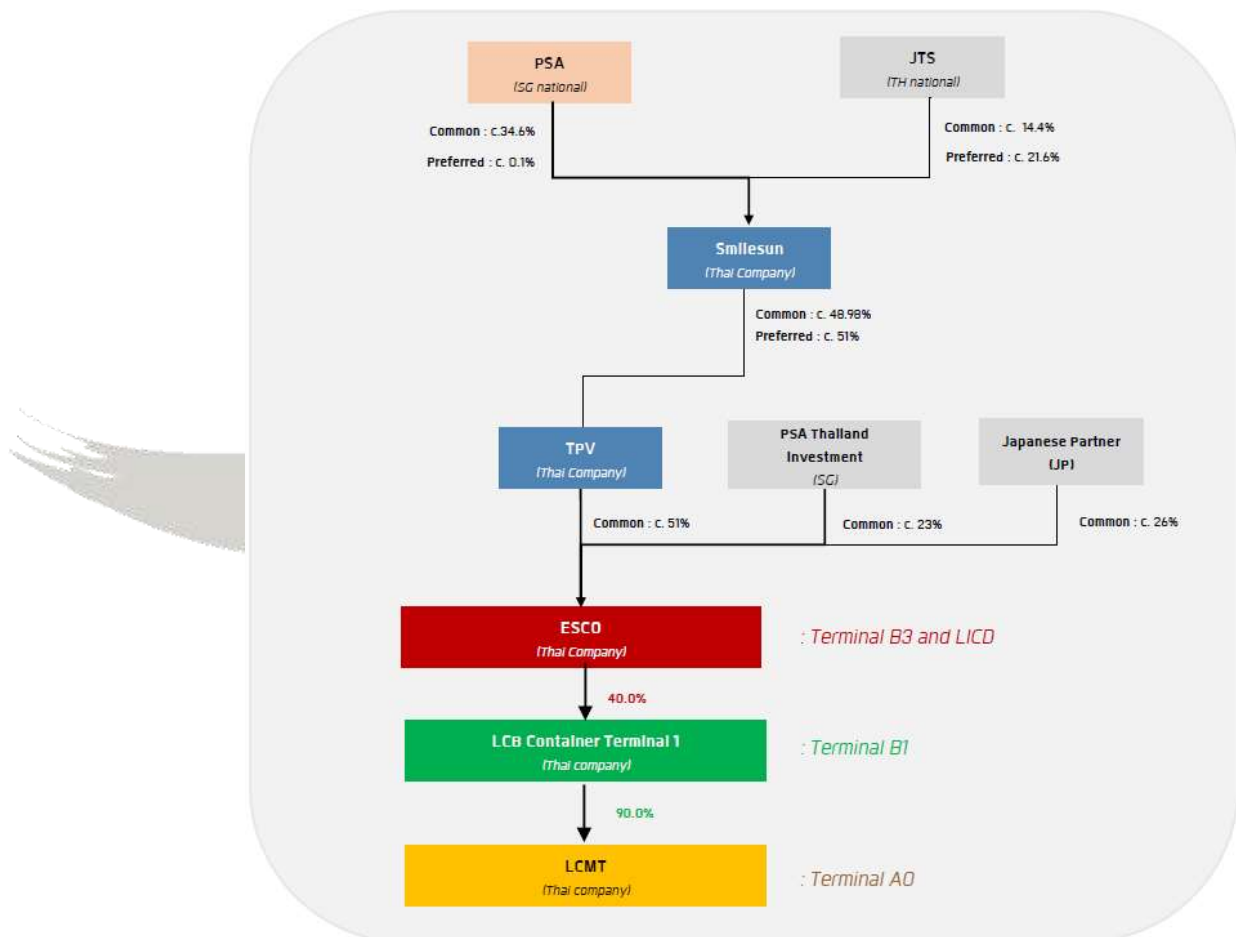 PSA
(SG national)
JTS
(TH national)
Common : c.34.6%
Preferred : c. 0.1%
Common : c. 14.4%
Preferred : c. 21.6%
Smilesun
(Thai Company)
Common : c. 48.98%
Preferred : c. 51%
TPV
(Thai Company)
PSA Thailand
Investment
(SG)
Japanese Partner
(JP)
Common : c. 51%
Common : c. 23%
Common : c. 26%
ESCO
(Thai Company)
: Terminal B3 and LICD
40.0%
LCB Container Terminal 1
(Thai company)
: Terminal B1
90.0%
LCMT
(Thai company)
: Terminal A0